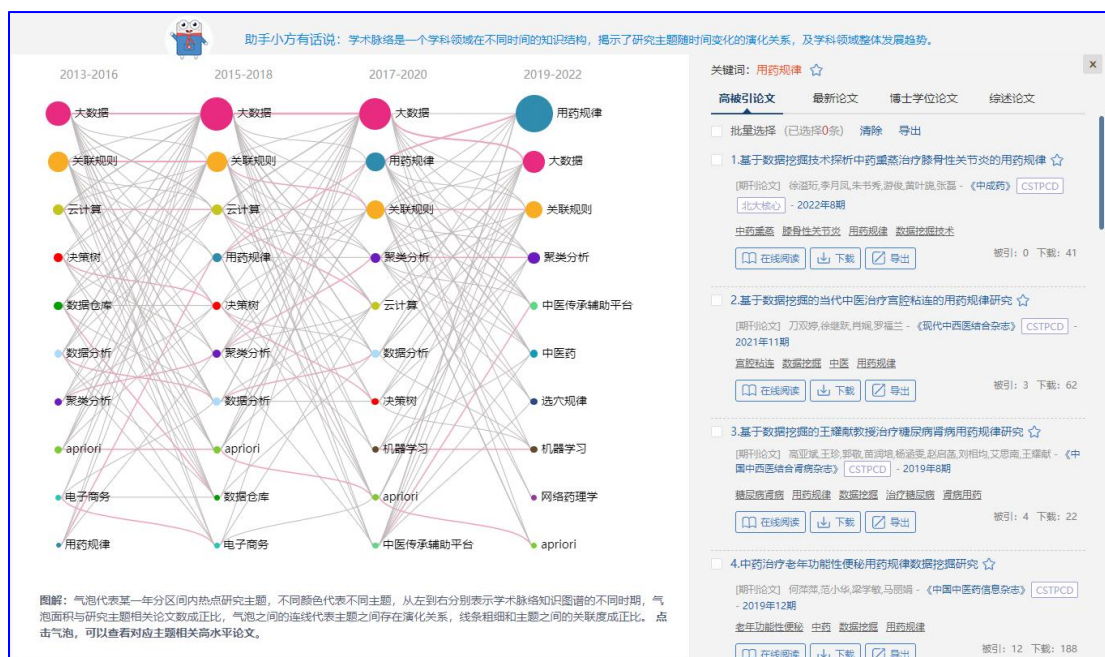 助手小方有话说：学术脉络是一个学科领域在不同时间的知识结构，揭示了研究主题随时间变化的演化关系，及学科领域整体发展趋势。
2013-2016 2015-2018 2017-2020 2019-2022
大数据 大数据 大数据 用药规律
关联规则 关联规则 用药规律 大数据
云计算 云计算 关联规则 关联规则
决策树 用药规律 聚类分析 聚类分析
数据仓库 决策树 云计算 中医传承辅助平台
数据分析 聚类分析 数据分析 中医药
聚类分析 数据分析 决策树 选穴规律
apriori apriori 机器学习 机器学习
电子商务 数据仓库 apriori 网络药理学
用药规律 电子商务 中医传承辅助平台 apriori
图解：气泡代表某一年分区间内热点研究主题，不同颜色代表不同主题，从左到右分别表示学术脉络知识图谱的不同时期，气
泡面积与研究主题相关论文数成正比，气泡之间的连线代表主题之间存在演化关系，线条粗细和主题之间的关联度成正比。点
击气泡，可以查看对应主题相关高水平论文。
关键词：用药规律 x
高被引论文 最新论文 博士学位论文 综述论文
批量选择 (已选择0条) 清除 导出
1.基于数据挖掘技术探析中药熏蒸治疗膝骨性关节炎的用药规律
[期刊论文] 徐溢珩,李月凤,朱书秀,游俊,黄叶旎,张磊 - 《中成药》 CSTPCD
北大核心 - 2022年8期
中药熏蒸 膝骨性关节炎 用药规律 数据挖掘技术
在线阅读 下载 导出 被引：0 下载：41
2.基于数据挖掘的当代中医治疗宫腔粘连的用药规律研究
[期刊论文] 刀双婷,徐继跃,肖娴,罗福兰 - 《现代中西医结合杂志》 CSTPCD -
2021年11期
宫腔粘连 数据挖掘 中医 用药规律
在线阅读 下载 导出 被引：3 下载：62
3.基于数据挖掘的王耀献教授治疗糖尿病肾病用药规律研究
[期刊论文] 高亚斌,王珍,郭敬,苗润培,杨涵雯,赵启菡,刘相均,艾思南,王耀献 - 《中
国中西医结合肾病杂志》 CSTPCD - 2019年8期
糖尿病肾病 用药规律 数据挖掘 治疗糖尿病 肾病用药
在线阅读 下载 导出 被引：4 下载：22
4.中药治疗老年功能性便秘用药规律数据挖掘研究
[期刊论文] 何萍萍,范小华,梁学敏,马丽娟 - 《中国中医药信息杂志》 CSTPCD
- 2019年12期
老年功能性便秘 中药 数据挖掘 用药规律
在线阅读 下载 导出 被引：12 下载：188